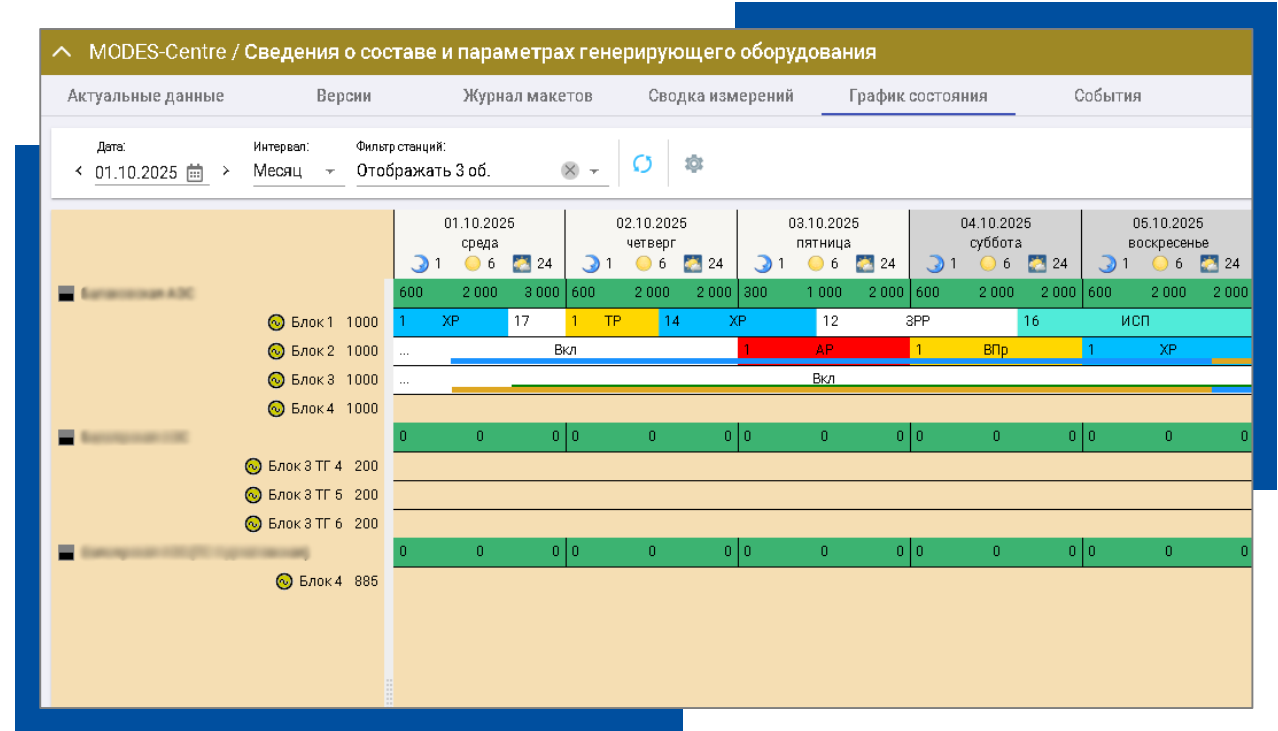 MODES-Centre / Сведения о составе и параметрах генерирующего оборудования
Актуальные данные Версии Журнал макетов Сводка измерений График состояния События
Дата: Интервал: Фильтр станций:
< 01.10.2025 > Месяц Отображать 3 об.
01.10.2025 02.10.2025 03.10.2025 04.10.2025 05.10.2025
среда четверг пятница суббота воскресенье
1 6 24 1 6 24 1 6 24 1 6 24 1 6 24
600 2 000 3 000 600 2 000 2 000 300 1 000 2 000 600 2 000 2 000 600 2 000 2 000
Блок 1 1000 1 ХР 17 1 ТР 14 ХР 12 ЗРР 16 ИСП
Блок 2 1000 ... Вкл 1 АР 1 ВПр 1 ХР
Блок 3 1000 ... Вкл
Блок 4 1000
0 0 0 0 0 0 0 0 0 0 0 0 0 0 0
Блок 3 ТГ 4 200
Блок 3 ТГ 5 200
Блок 3 ТГ 6 200
0 0 0 0 0 0 0 0 0 0 0 0 0 0 0
Блок 4 885